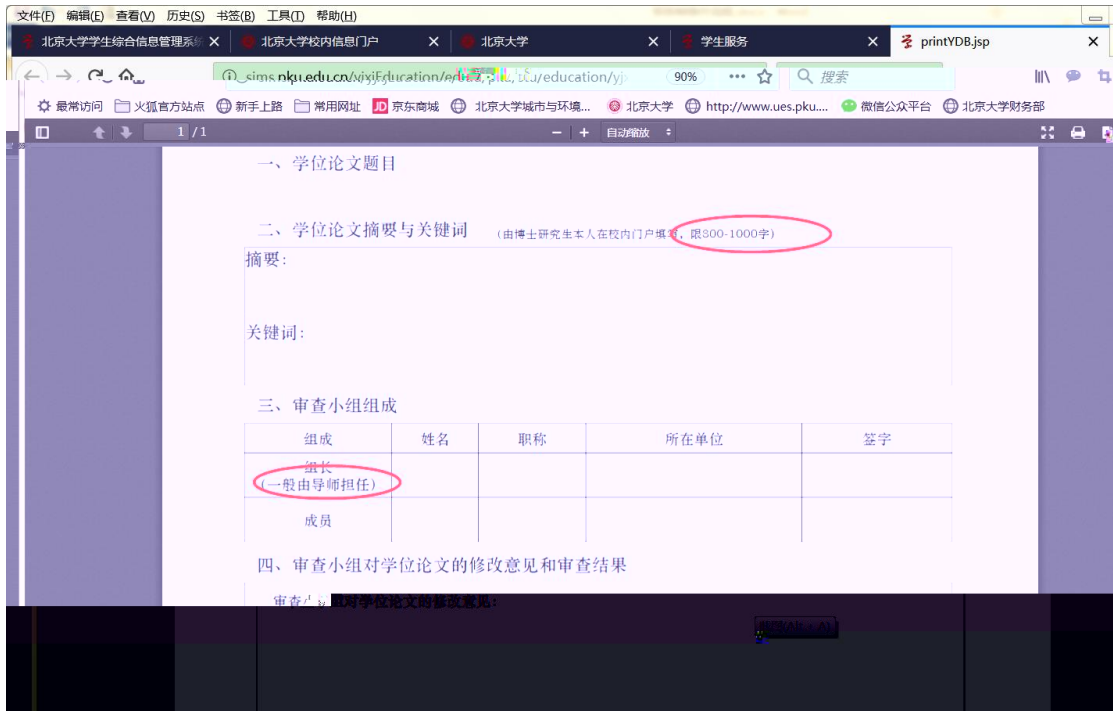 文件(F) 编辑(E) 查看(V) 历史(S) 书签(B) 工具(T) 帮助(H)
北京大学学生综合信息管理系统 北京大学校内信息门户 北京大学 学生服务 printYDB.jsp
sims.pku.edu.cn 90% 搜索
最常访问 火狐官方站点 新手上路 常用网址 JD 京东商城 北京大学城市与环境... 北京大学 http://www.ues.pku.... 微信公众平台 北京大学财务部
1 / 1 自动缩放
一、学位论文题目
二、学位论文摘要与关键词 (由博士研究生本人在校内门户填写，限800-1000字)
摘要：
关键词：
三、审查小组组成
组成 姓名 职称 所在单位 签字
组长
(一般由导师担任)
成员
四、审查小组对学位论文的修改意见和审查结果
审查小组对学位论文的修改意见：